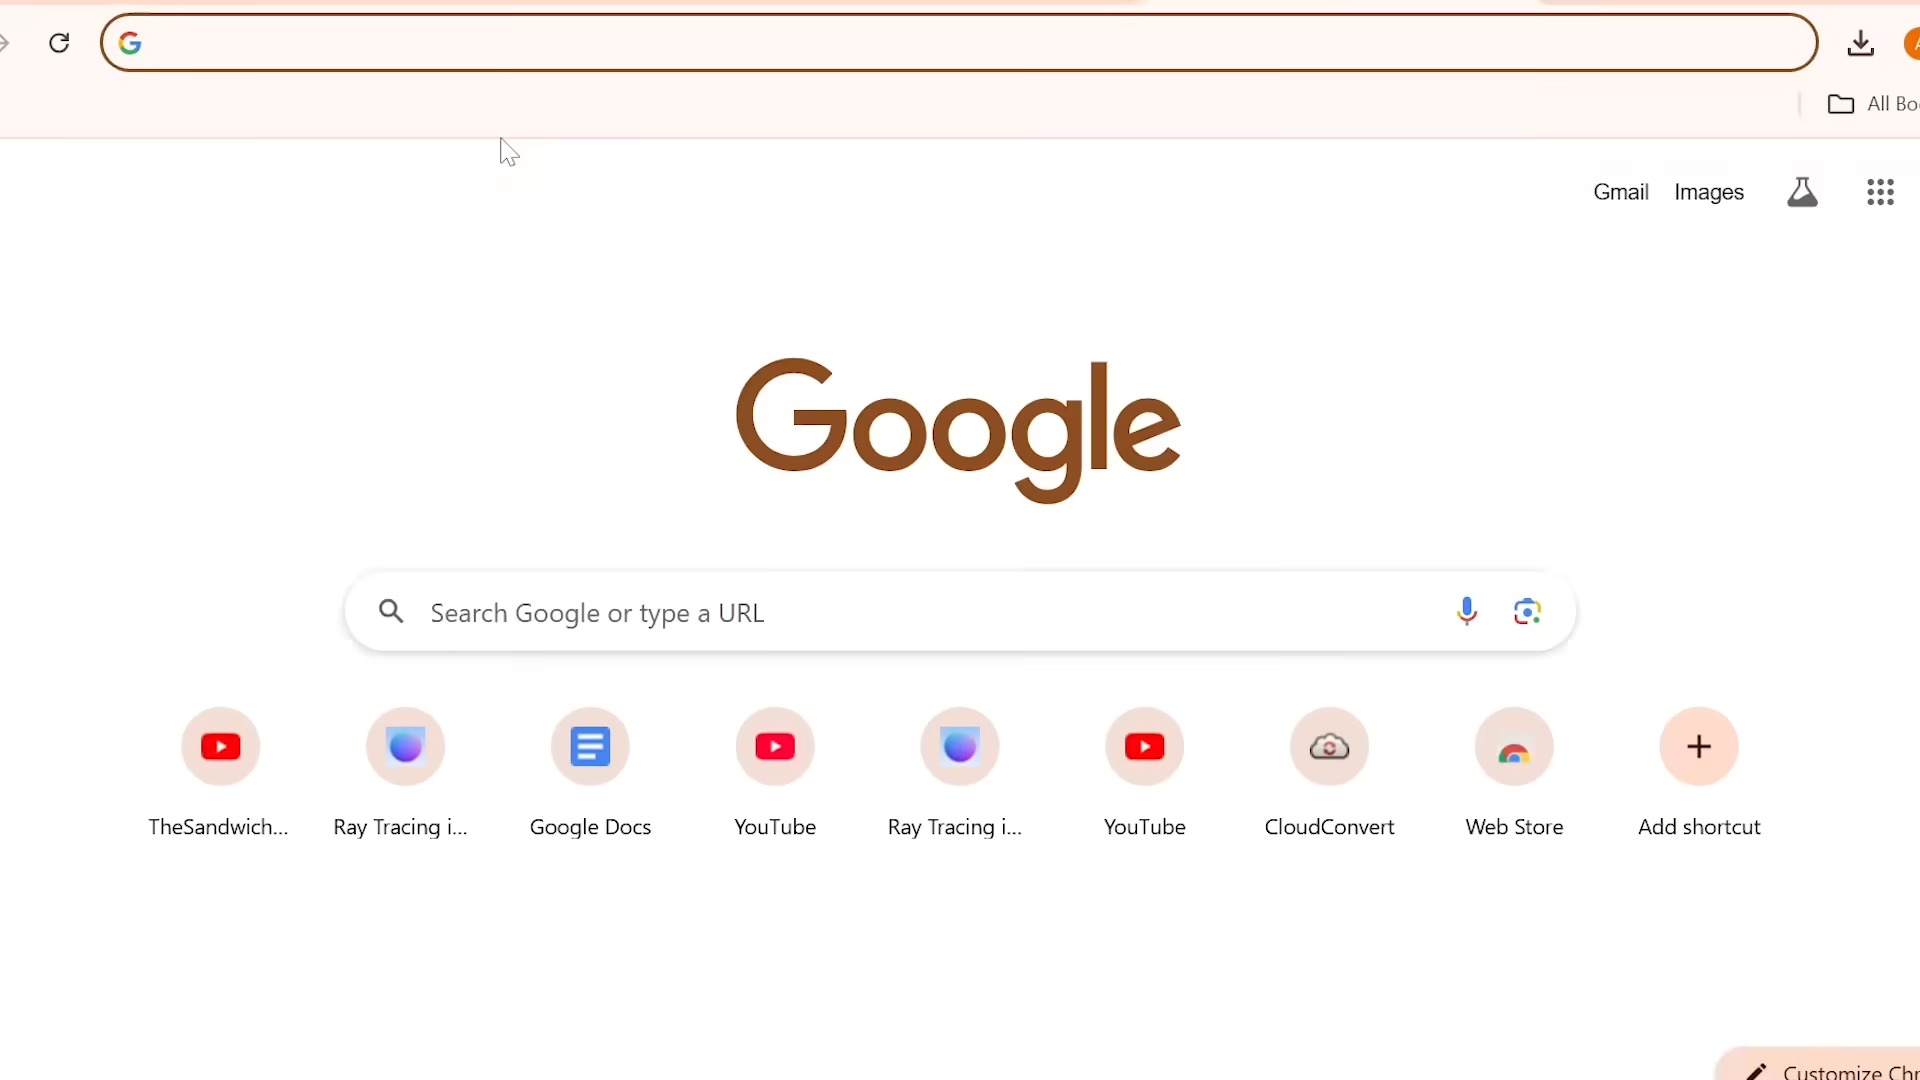 All Bo
Gmail Images
Google
Search Google or type a URL
TheSandwich... Ray Tracing i... Google Docs YouTube Ray Tracing i... YouTube CloudConvert Web Store Add shortcut
Customize Chr